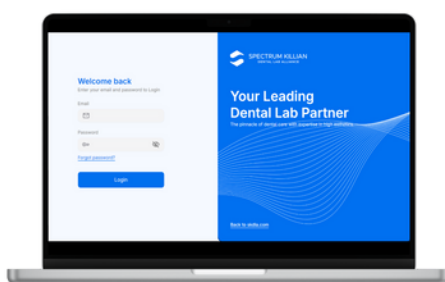 Welcome back
Enter your email and password to Login
Email
Password
Forgot password?
Login
SPECTRUM KILLIAN
DENTAL LAB ALLIANCE
Your Leading
Dental Lab Partner
The pinnacle of dental care with expertise in high aesthetics
Back to skdla.com